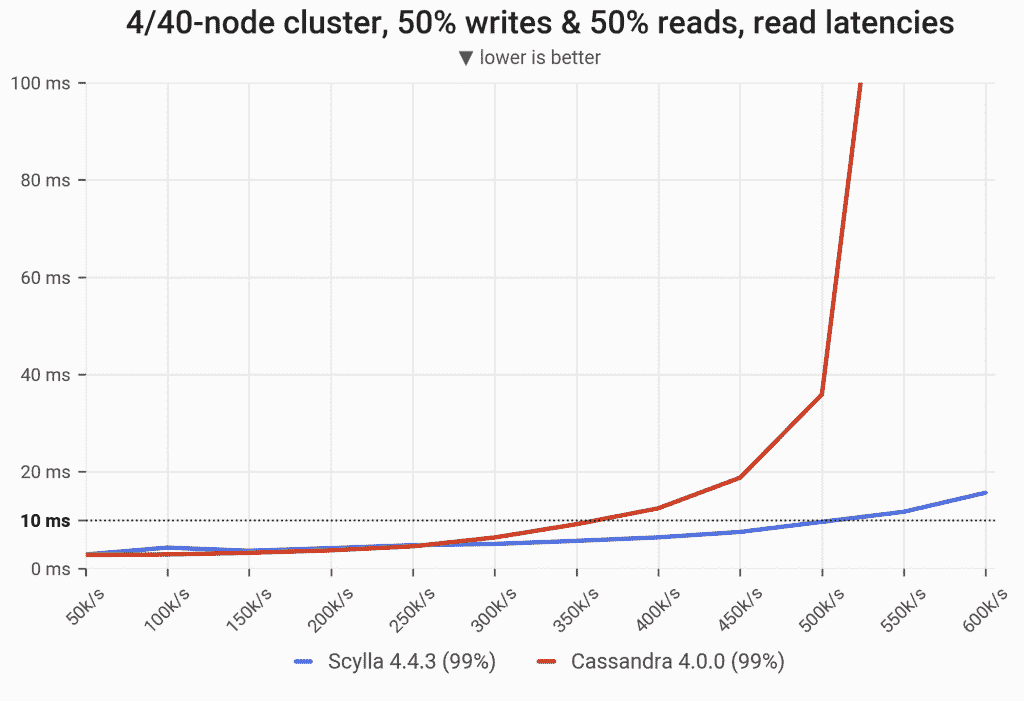 4/40-node cluster, 50% writes & 50% reads, read latencies
▼ lower is better
100 ms
80 ms
60 ms
40 ms
20 ms
10 ms
0 ms
50k/s
100k/s
150k/s
200k/s
250k/s
300k/s
350k/s
400k/s
450k/s
500k/s
550k/s
600k/s
Scylla 4.4.3 (99%)
Cassandra 4.0.0 (99%)